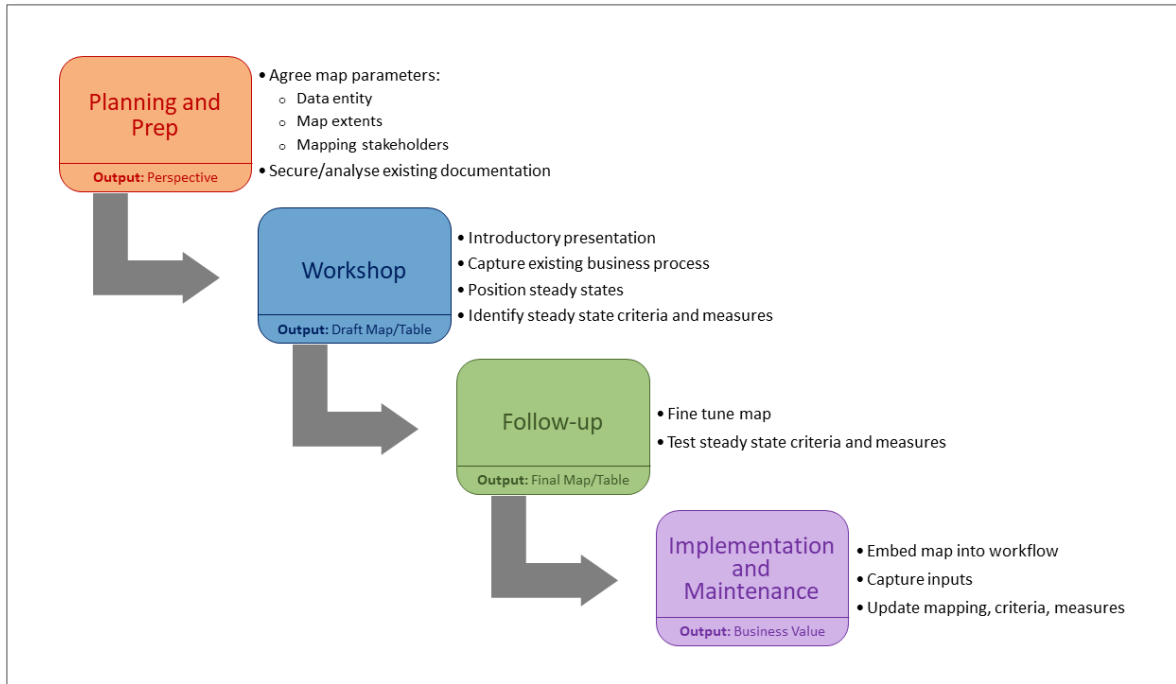 Planning and
Prep
Output: Perspective
• Agree map parameters:
o Data entity
o Map extents
o Mapping stakeholders
• Secure/analyse existing documentation
Workshop
Output: Draft Map/Table
• Introductory presentation
• Capture existing business process
• Position steady states
• Identify steady state criteria and measures
Follow-up
Output: Final Map/Table
• Fine tune map
• Test steady state criteria and measures
Implementation
and
Maintenance
Output: Business Value
• Embed map into workflow
• Capture inputs
• Update mapping, criteria, measures